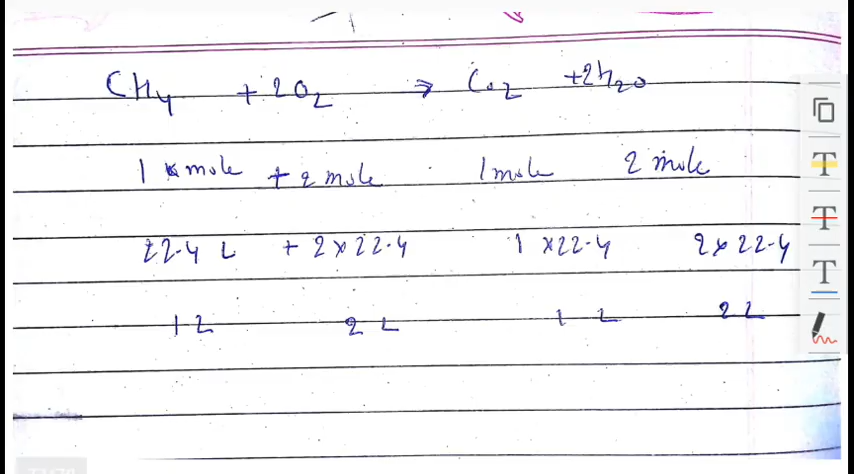 CH4 + 2O2 → CO2 + 2H2O
1 mole + 2 mole 1 mole 2 mole
22.4 L + 2 × 22.4 1 × 22.4 2 × 22.4
1 L 2 L 1 L 2 L